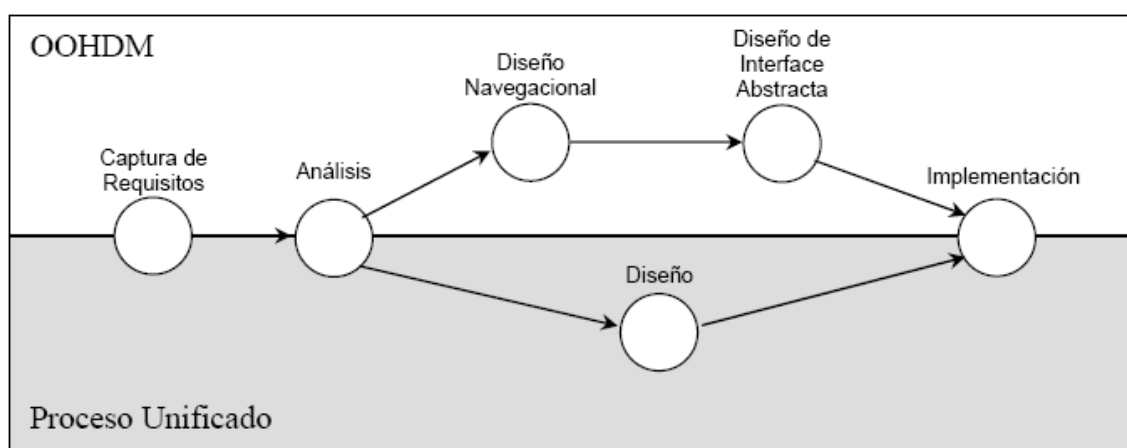 OOHDM
Diseño
Navegacional
Diseño de
Interface
Abstracta
Captura de
Requisitos
Análisis
Implementación
Diseño
Proceso Unificado